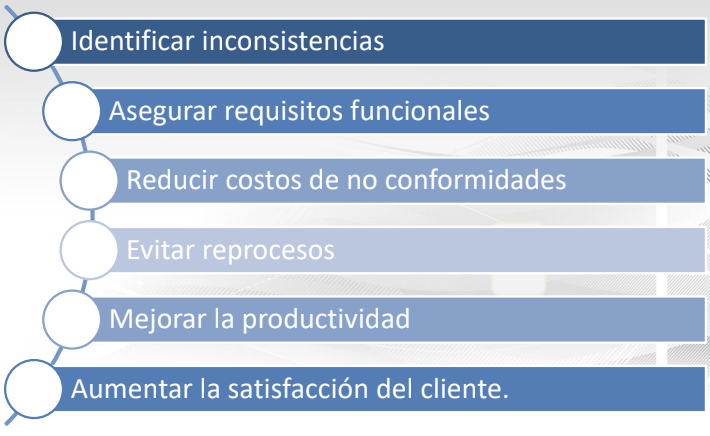 Identificar inconsistencias
Asegurar requisitos funcionales
Reducir costos de no conformidades
Evitar reprocesos
Mejorar la productividad
Aumentar la satisfacción del cliente.